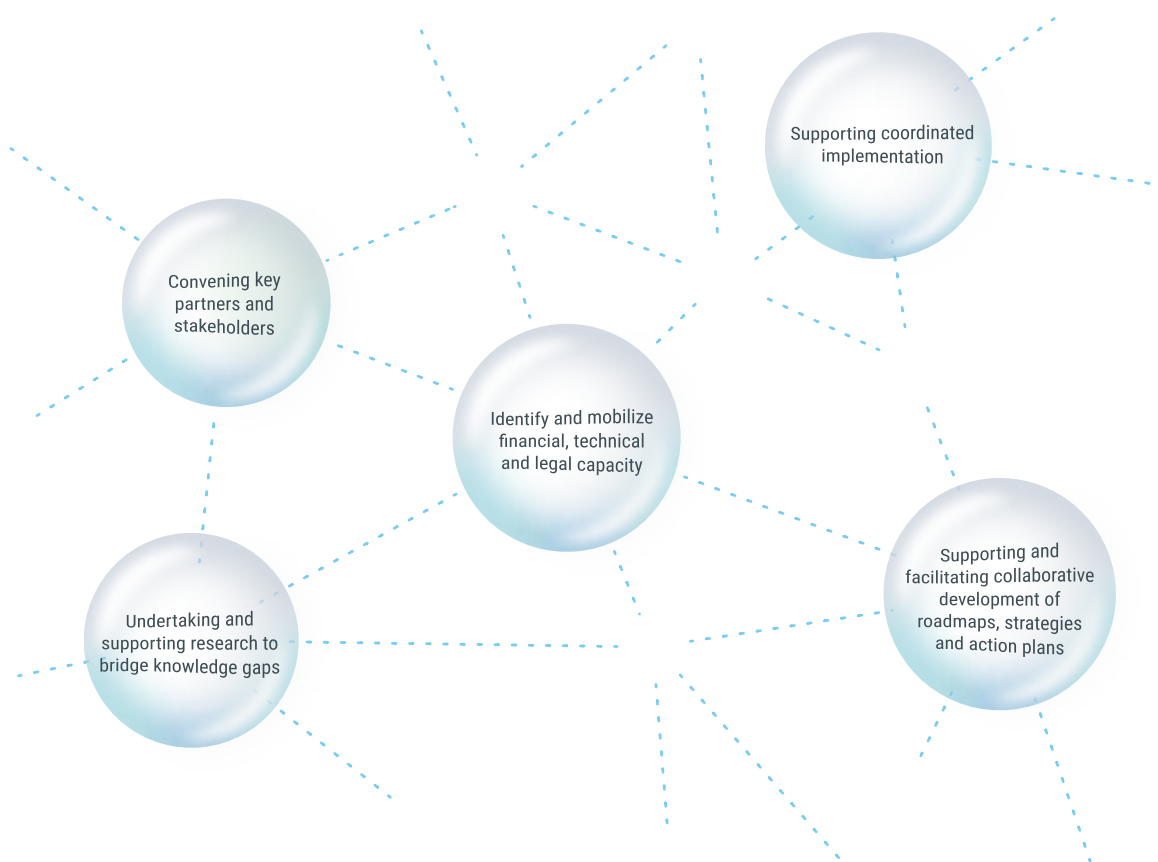 Supporting coordinated
implementation
Convening key
partners and
stakeholders
Identify and mobilize
financial, technical
and legal capacity
Supporting and
facilitating collaborative
development of
roadmaps, strategies
and action plans
Undertaking and
supporting research to
bridge knowledge gaps